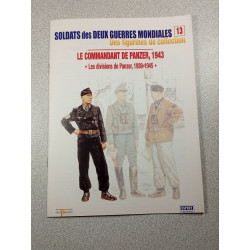 SOLDATS des DEUX GUERRES MONDIALES
13
Des figurines de collection
LE COMMANDANT DE PANZER, 1943
• Les divisions de Panzer, 1939-1945 •